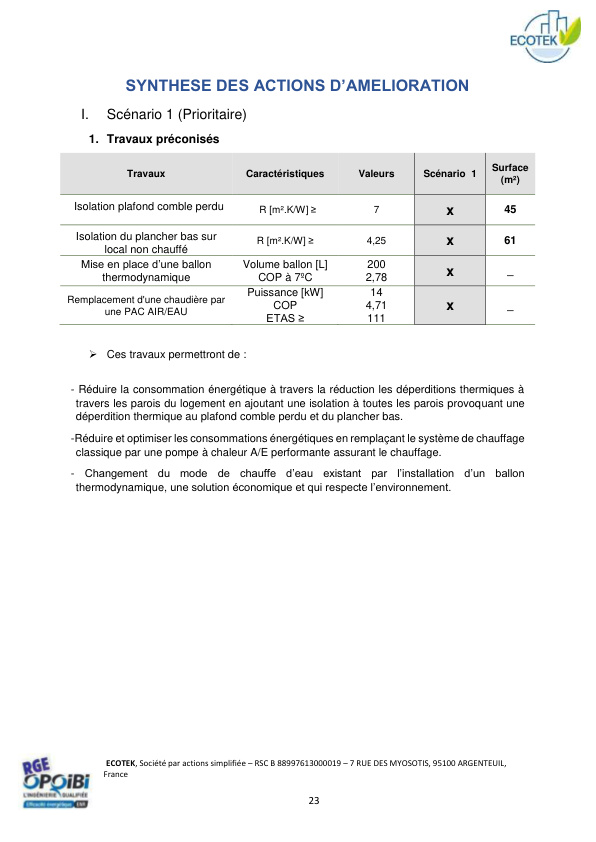 ECOTEK
SYNTHESE DES ACTIONS D’AMELIORATION
I. Scénario 1 (Prioritaire)
1. Travaux préconisés
Travaux Caractéristiques Valeurs Scénario 1 Surface (m²)
Isolation plafond comble perdu R [m².K/W] ≥ 7 x 45
Isolation du plancher bas sur
local non chauffé R [m².K/W] ≥ 4,25 x 61
Mise en place d’une ballon
thermodynamique Volume ballon [L] 200
COP à 7ºC 2,78 x _
Remplacement d’une chaudière par
une PAC AIR/EAU Puissance [kW] 14
COP 4,71 x _
ETAS ≥ 111
➢ Ces travaux permettront de :
- Réduire la consommation énergétique à travers la réduction les déperditions thermiques à
travers les parois du logement en ajoutant une isolation à toutes les parois provoquant une
déperdition thermique au plafond comble perdu et du plancher bas.
-Réduire et optimiser les consommations énergétiques en remplaçant le système de chauffage
classique par une pompe à chaleur A/E performante assurant le chauffage.
- Changement du mode de chauffe d’eau existant par l’installation d’un ballon
thermodynamique, une solution économique et qui respecte l’environnement.
RGE
OPQiBi
L'INGÉNIERIE QUALIFIÉE
Efficacité énergétique ENR
ECOTEK, Société par actions simplifiée – RSC B 88997613000019 – 7 RUE DES MYOSOTIS, 95100 ARGENTEUIL,
France
23